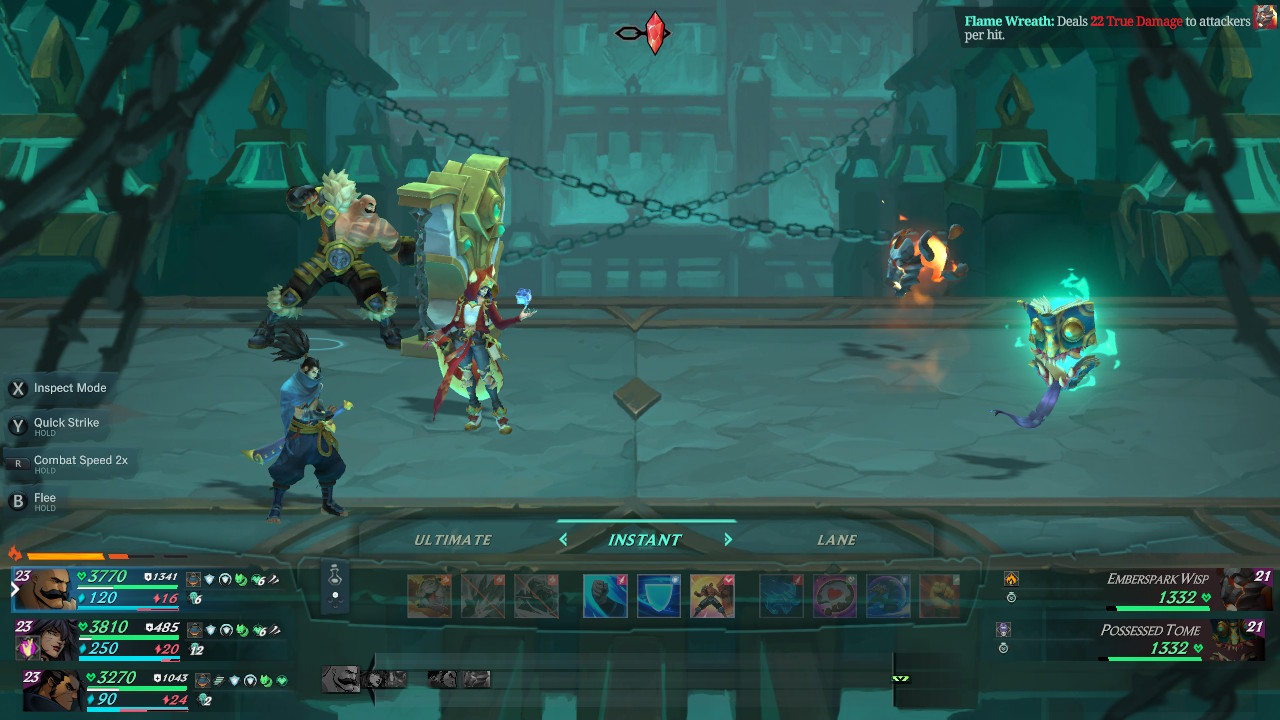 Flame Wreath: Deals 22 True Damage to attackers
per hit.
X Inspect Mode
Y Quick Strike
HOLD
R Combat Speed 2x
HOLD
B Flee
HOLD
ULTIMATE
INSTANT
LANE
23
3770
1341
6
120
16
6
23
3810
485
6
250
20
12
23
3270
1043
90
24
2
EMBERSPARK WISP
21
1332
POSSESSED TOME
21
1332